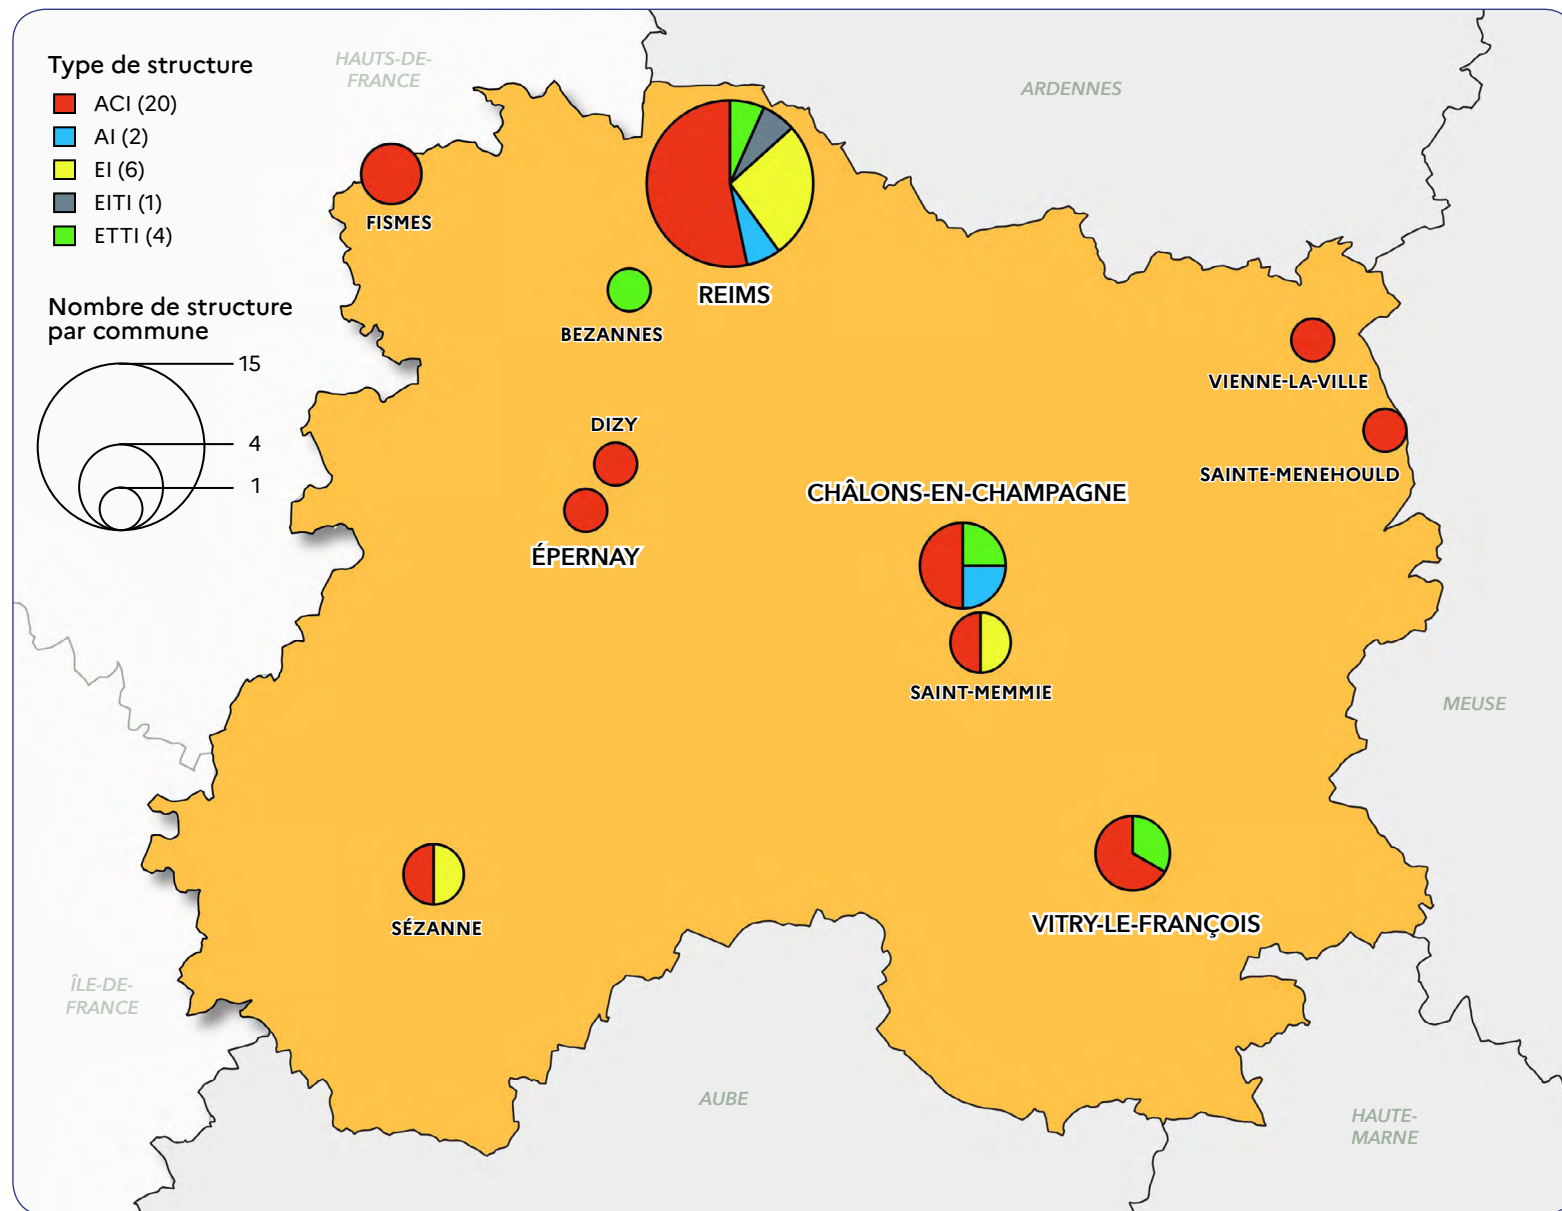 Type de structure
ACI (20)
AI (2)
EI (6)
EITI (1)
ETTI (4)
Nombre de structure
par commune
15
4
1
HAUTS-DE-
FRANCE
ARDENNES
FISMES
REIMS
BEZANNES
VIENNE-LA-VILLE
DIZY
SAINTE-MENEHOULD
CHÂLONS-EN-CHAMPAGNE
ÉPERNAY
SAINT-MEMMIE
MEUSE
SÉZANNE
VITRY-LE-FRANÇOIS
ÎLE-DE-
FRANCE
AUBE
HAUTE-
MARNE